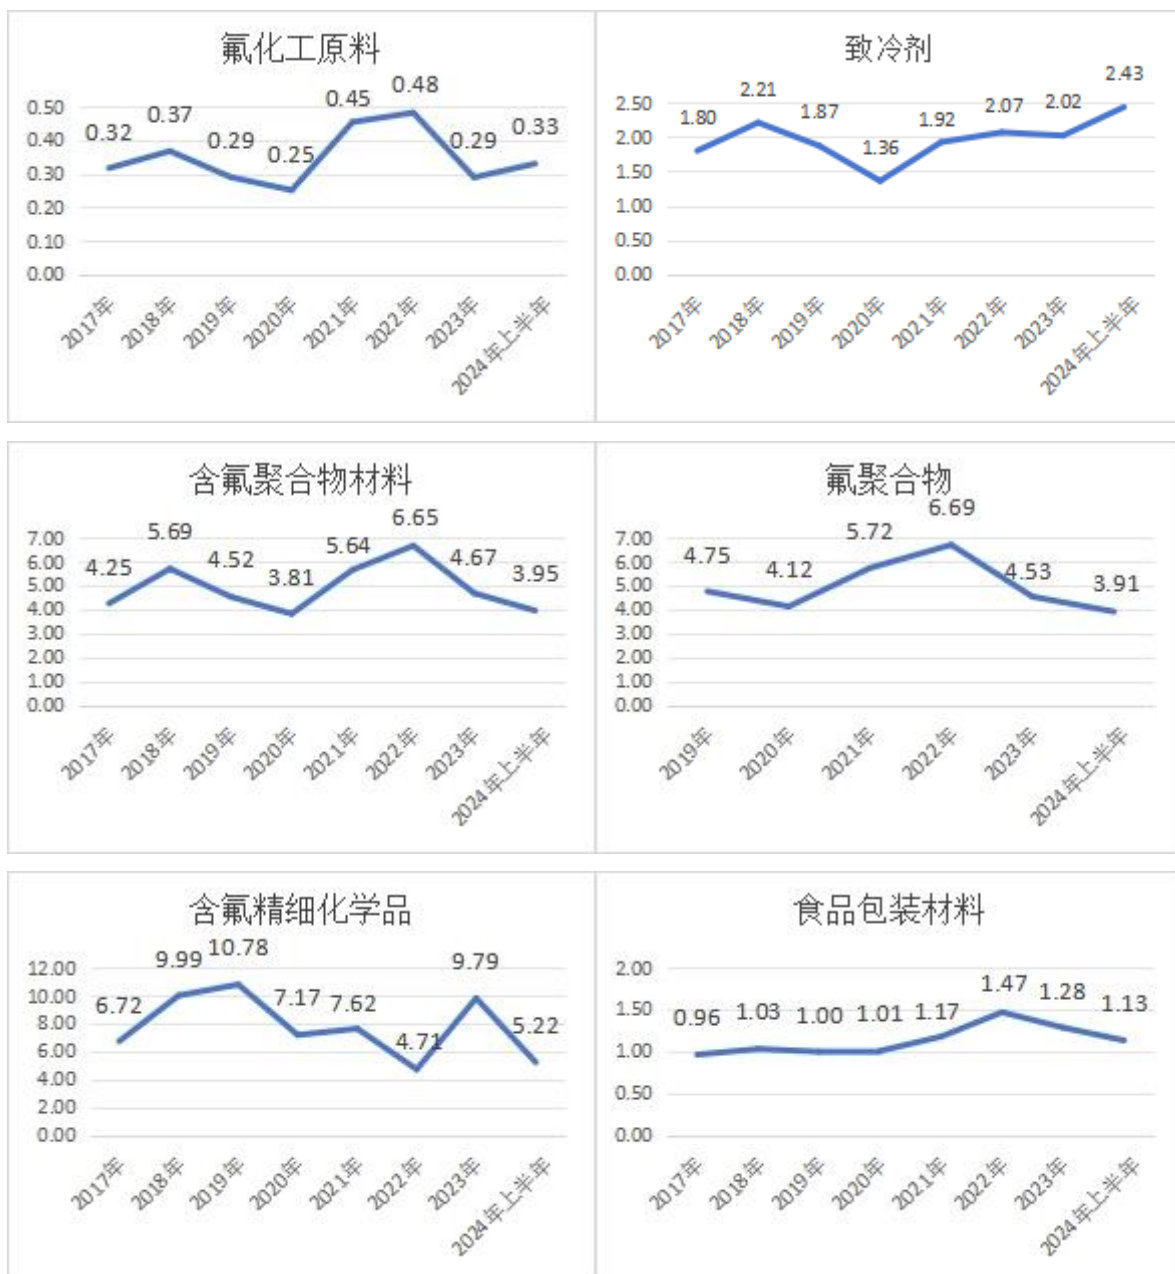 氟化工原料
0.50
0.40
0.30
0.20
0.10
0.00
0.32
0.37
0.29
0.25
0.45
0.48
0.29
0.33
2017年
2018年
2019年
2020年
2021年
2022年
2023年
2024年上半年
致冷剂
2.50
2.00
1.50
1.00
0.50
0.00
1.80
2.21
1.87
1.36
1.92
2.07
2.02
2.43
2017年
2018年
2019年
2020年
2021年
2022年
2023年
2024年上半年
含氟聚合物材料
7.00
6.00
5.00
4.00
3.00
2.00
1.00
0.00
4.25
5.69
4.52
3.81
5.64
6.65
4.67
3.95
2017年
2018年
2019年
2020年
2021年
2022年
2023年
2024年上半年
氟聚合物
7.00
6.00
5.00
4.00
3.00
2.00
1.00
0.00
4.75
4.12
5.72
6.69
4.53
3.91
2019年
2020年
2021年
2022年
2023年
2024年上半年
含氟精细化学品
12.00
10.00
8.00
6.00
4.00
2.00
0.00
6.72
9.99
10.78
7.17
7.62
4.71
9.79
5.22
2017年
2018年
2019年
2020年
2021年
2022年
2023年
2024年上半年
食品包装材料
2.00
1.50
1.00
0.50
0.00
0.96
1.03
1.00
1.01
1.17
1.47
1.28
1.13
2017年
2018年
2019年
2020年
2021年
2022年
2023年
2024年上半年